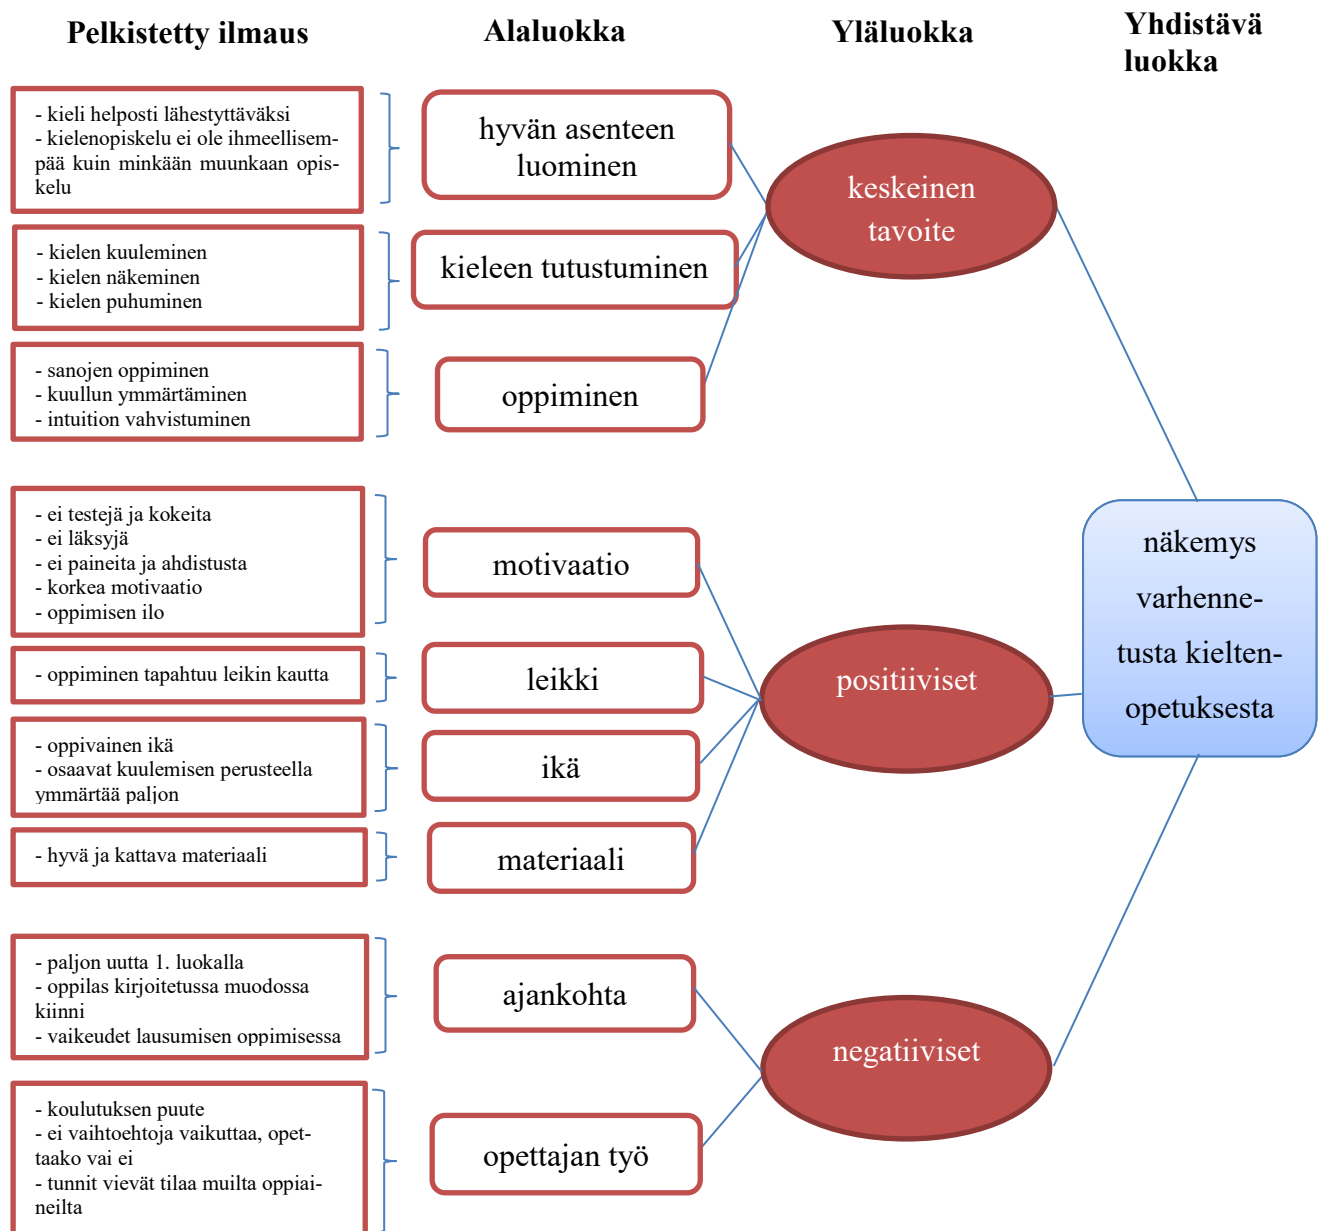 Pelkistetty ilmaus
Alaluokka
Yläluokka
Yhdistävä
luokka
- kieli helposti lähestyttäväksi
- kielenopiskelu ei ole ihmeellisem-
pää kuin minkään muunkaan opis-
kelu
hyvän asenteen
luominen
keskeinen
tavoite
- kielen kuuleminen
- kielen näkeminen
- kielen puhuminen
kieleen tutustuminen
- sanojen oppiminen
- kuullun ymmärtäminen
- intuition vahvistuminen
oppiminen
- ei testejä ja kokeita
- ei läksyjä
- ei paineita ja ahdistusta
- korkea motivaatio
- oppimisen ilo
motivaatio
näkemys
varhenne-
tusta kielten-
opetuksesta
- oppiminen tapahtuu leikin kautta
leikki
positiiviset
- oppivainen ikä
- osaavat kuulemisen perusteella
ymmärtää paljon
ikä
- hyvä ja kattava materiaali
materiaali
- paljon uutta 1. luokalla
- oppilas kirjoitetussa muodossa
kiinni
- vaikeudet lausumisen oppimisessa
ajankohta
negatiiviset
- koulutuksen puute
- ei vaihtoehtoja vaikuttaa, opet-
taako vai ei
- tunnit vievät tilaa muilta oppiai-
neilta
opettajan työ